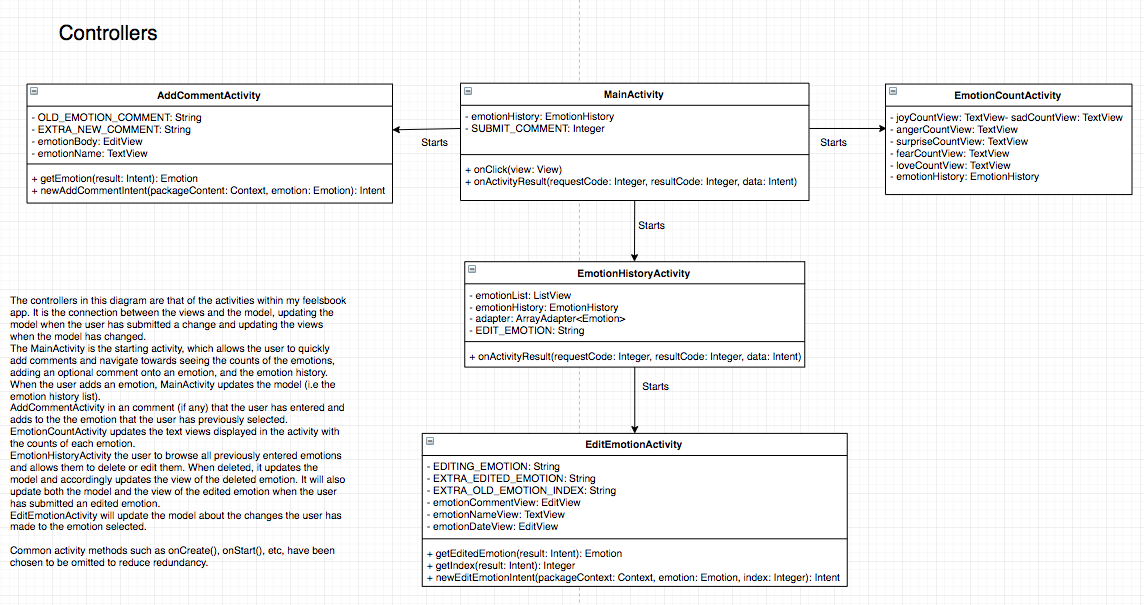 Controllers
AddCommentActivity
- OLD_EMOTION_COMMENT: String
- EXTRA_NEW_COMMENT: String
- emotionBody: EditView
- emotionName: TextView
+ getEmotion(result: Intent): Emotion
+ newAddCommentIntent(packageContent: Context, emotion: Emotion): Intent
Starts
MainActivity
- emotionHistory: EmotionHistory
- SUBMIT_COMMENT: Integer
+ onClick(view: View)
+ onActivityResult(requestCode: Integer, resultCode: Integer, data: Intent)
Starts
EmotionCountActivity
- joyCountView: TextView- sadCountView: TextView
- angerCountView: TextView
- surpriseCountView: TextView
- fearCountView: TextView
- loveCountView: TextView
- emotionHistory: EmotionHistory
Starts
EmotionHistoryActivity
- emotionList: ListView
- emotionHistory: EmotionHistory
- adapter: ArrayAdapter<Emotion>
- EDIT_EMOTION: String
+ onActivityResult(requestCode: Integer, resultCode: Integer, data: Intent)
Starts
EditEmotionActivity
- EDITING_EMOTION: String
- EXTRA_EDITED_EMOTION: String
- EXTRA_OLD_EMOTION_INDEX: String
- emotionCommentView: EditView
- emotionNameView: TextView
- emotionDateView: EditView
+ getEditedEmotion(result: Intent): Emotion
+ getIndex(result: Intent): Integer
+ newEditEmotionIntent(packageContext: Context, emotion: Emotion, index: Integer): Intent
The controllers in this diagram are that of the activities within my feelsbook
app. It is the connection between the views and the model, updating the
model when the user has submitted a change and updating the views
when the model has changed.
The MainActivity is the starting activity, which allows the user to quickly
add comments and navigate towards seeing the counts of the emotions,
adding an optional comment onto an emotion, and the emotion history.
When the user adds an emotion, MainActivity updates the model (i.e the
emotion history list).
AddCommentActivity in an comment (if any) that the user has entered and
adds to the the emotion that the user has previously selected.
EmotionCountActivity updates the text views displayed in the activity with
the counts of each emotion.
EmotionHistoryActivity the user to browse all previously entered emotions
and allows them to delete or edit them. When deleted, it updates the
model and accordingly updates the view of the deleted emotion. It will also
update both the model and the view of the edited emotion when the user
has submitted an edited emotion.
EditEmotionActivity will update the model about the changes the user has
made to the emotion selected.
Common activity methods such as onCreate(), onStart(), etc, have been
chosen to be omitted to reduce redundancy.